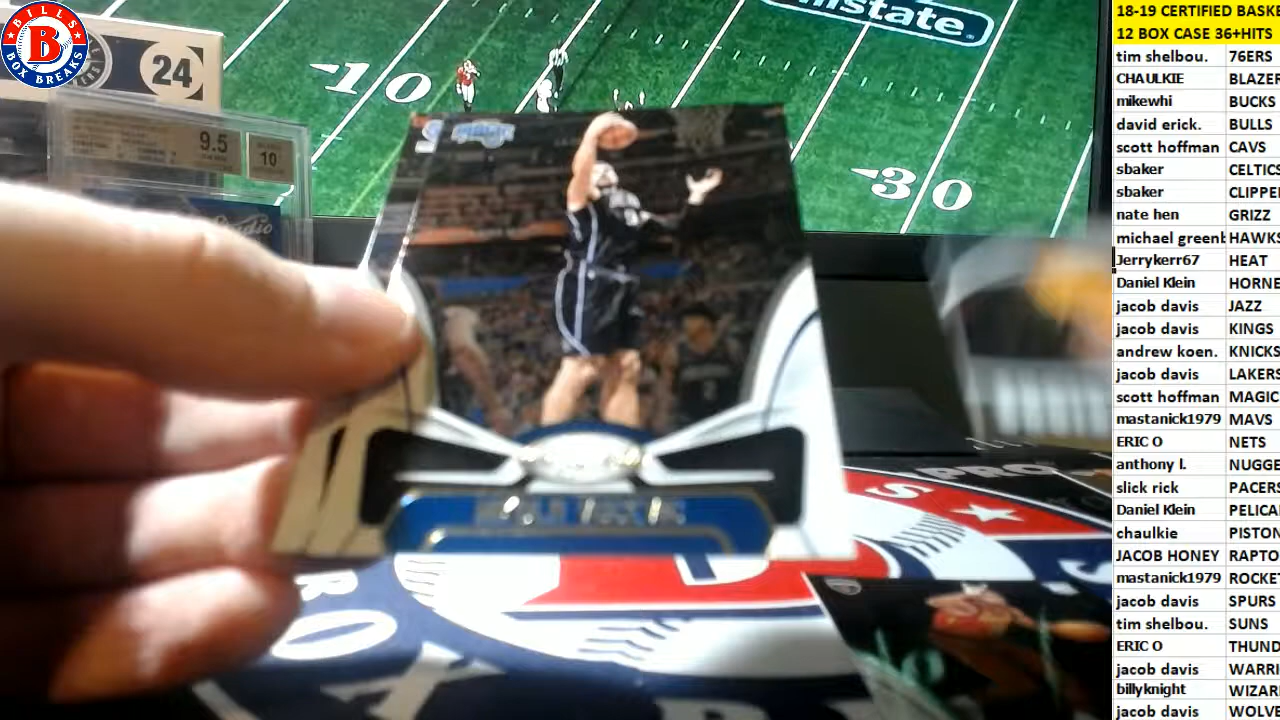 BILLS
B
BOX BREAKS
24
9.5
10
10
30
PRO
S
18-19 CERTIFIED BASKE
12 BOX CASE 36+HITS
tim shelbou. 76ERS
CHAULKIE BLAZER
mikewhi BUCKS
david erick. BULLS
scott hoffman CAVS
sbaker CELTICS
sbaker CLIPPE
nate hen GRIZZ
michael greenb HAWKS
Jerrykerr67 HEAT
Daniel Klein HORNE
jacob davis JAZZ
jacob davis KINGS
andrew koen. KNICKS
jacob davis LAKERS
scott hoffman MAGIC
mastanick1979 MAVS
ERIC O NETS
anthony l. NUGGE
slick rick PACERS
Daniel Klein PELICA
chaulkie PISTON
JACOB HONEY RAPTO
mastanick1979 ROCKET
jacob davis SPURS
tim shelbou. SUNS
ERIC O THUND
jacob davis WARRI
billyknight WIZAR
jacob davis WOLVE